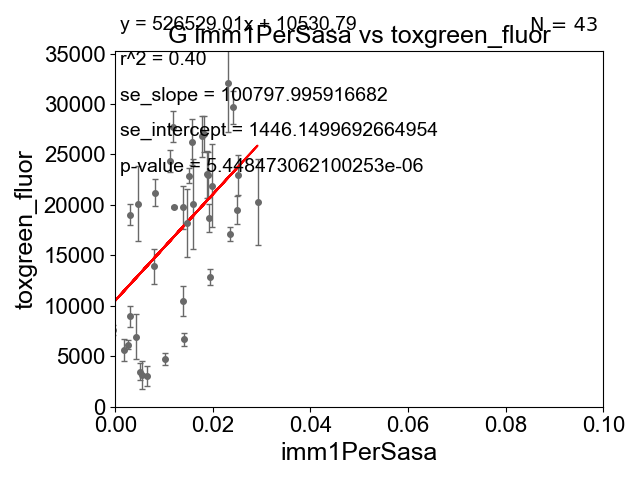 y = 526529.01x + 10530.79
N = 43
G Imm1PerSasa vs toxgreen_fluor
r^2 = 0.40
se_slope = 100797.995916682
se_intercept = 1446.1499692664954
p-value = 5.448473062100253e-06
toxgreen_fluor
35000
30000
25000
20000
15000
10000
5000
0
0.00 0.02 0.04 0.06 0.08 0.10
imm1PerSasa